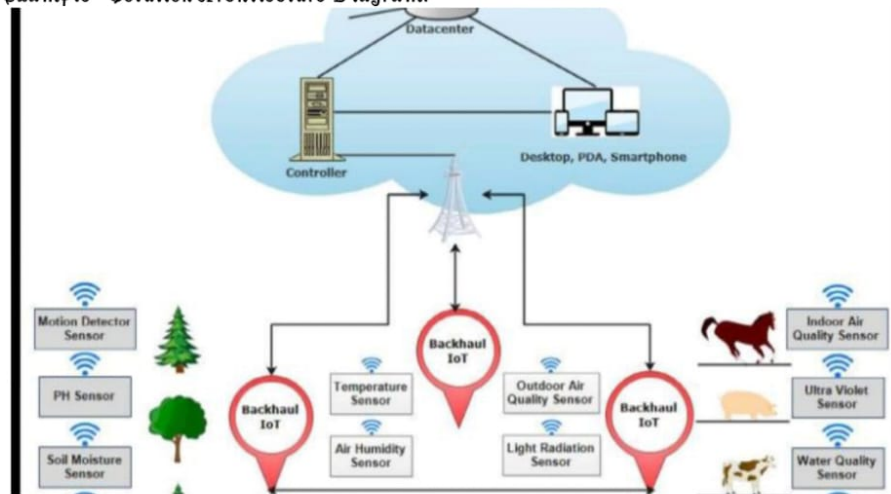 Datacenter
Controller
Desktop, PDA, Smartphone
Motion Detector
Sensor
PH Sensor
Soil Moisture
Sensor
Backhaul
IoT
Temperature
Sensor
Air Humidity
Sensor
Backhaul
IoT
Outdoor Air
Quality Sensor
Light Radiation
Sensor
Backhaul
IoT
Indoor Air
Quality Sensor
Ultra Violet
Sensor
Water Quality
Sensor